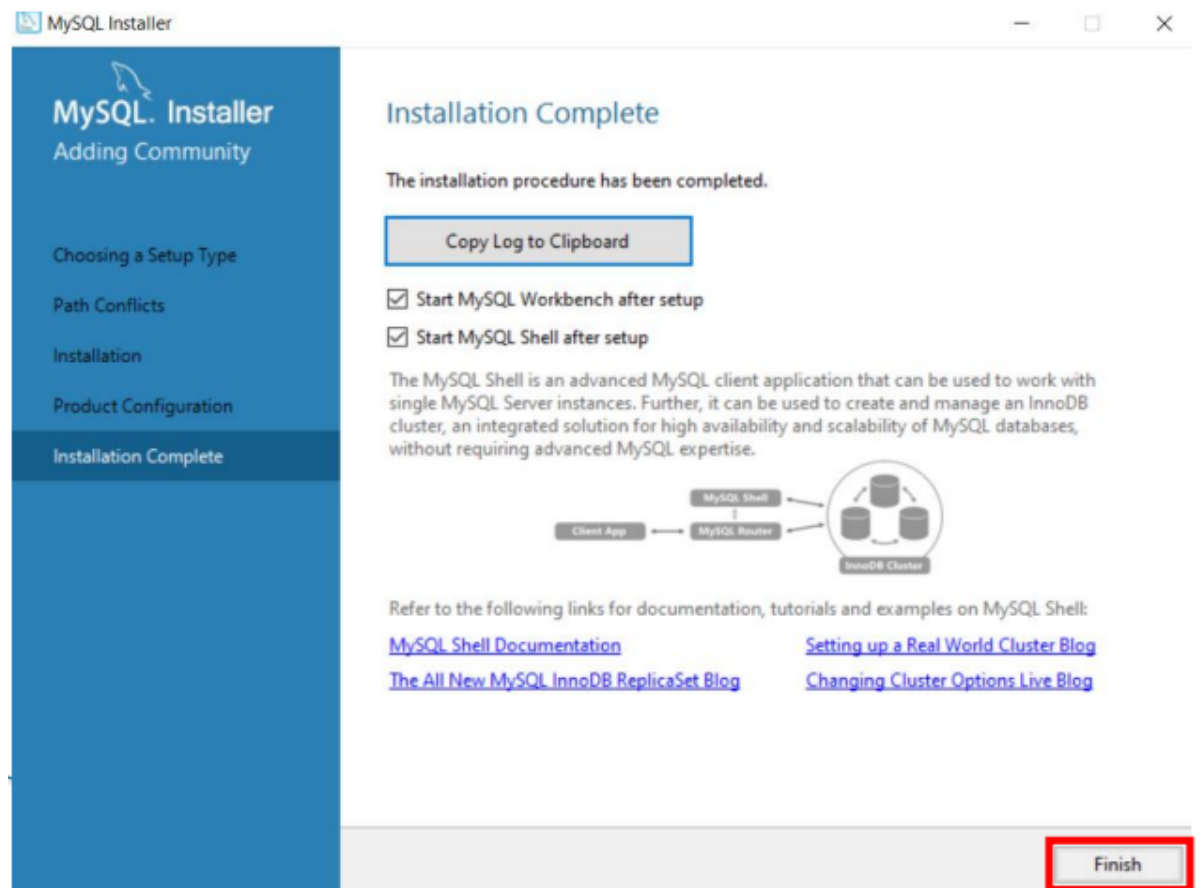 MySQL Installer
MySQL. Installer
Adding Community
Choosing a Setup Type
Path Conflicts
Installation
Product Configuration
Installation Complete
Installation Complete
The installation procedure has been completed.
Copy Log to Clipboard
Start MySQL Workbench after setup
Start MySQL Shell after setup
The MySQL Shell is an advanced MySQL client application that can be used to work with
single MySQL Server instances. Further, it can be used to create and manage an InnoDB
cluster, an integrated solution for high availability and scalability of MySQL databases,
without requiring advanced MySQL expertise.
MySQL Shell
Client App
MySQL Router
InnoDB Cluster
Refer to the following links for documentation, tutorials and examples on MySQL Shell:
MySQL Shell Documentation
Setting up a Real World Cluster Blog
The All New MySQL InnoDB ReplicaSet Blog
Changing Cluster Options Live Blog
Finish